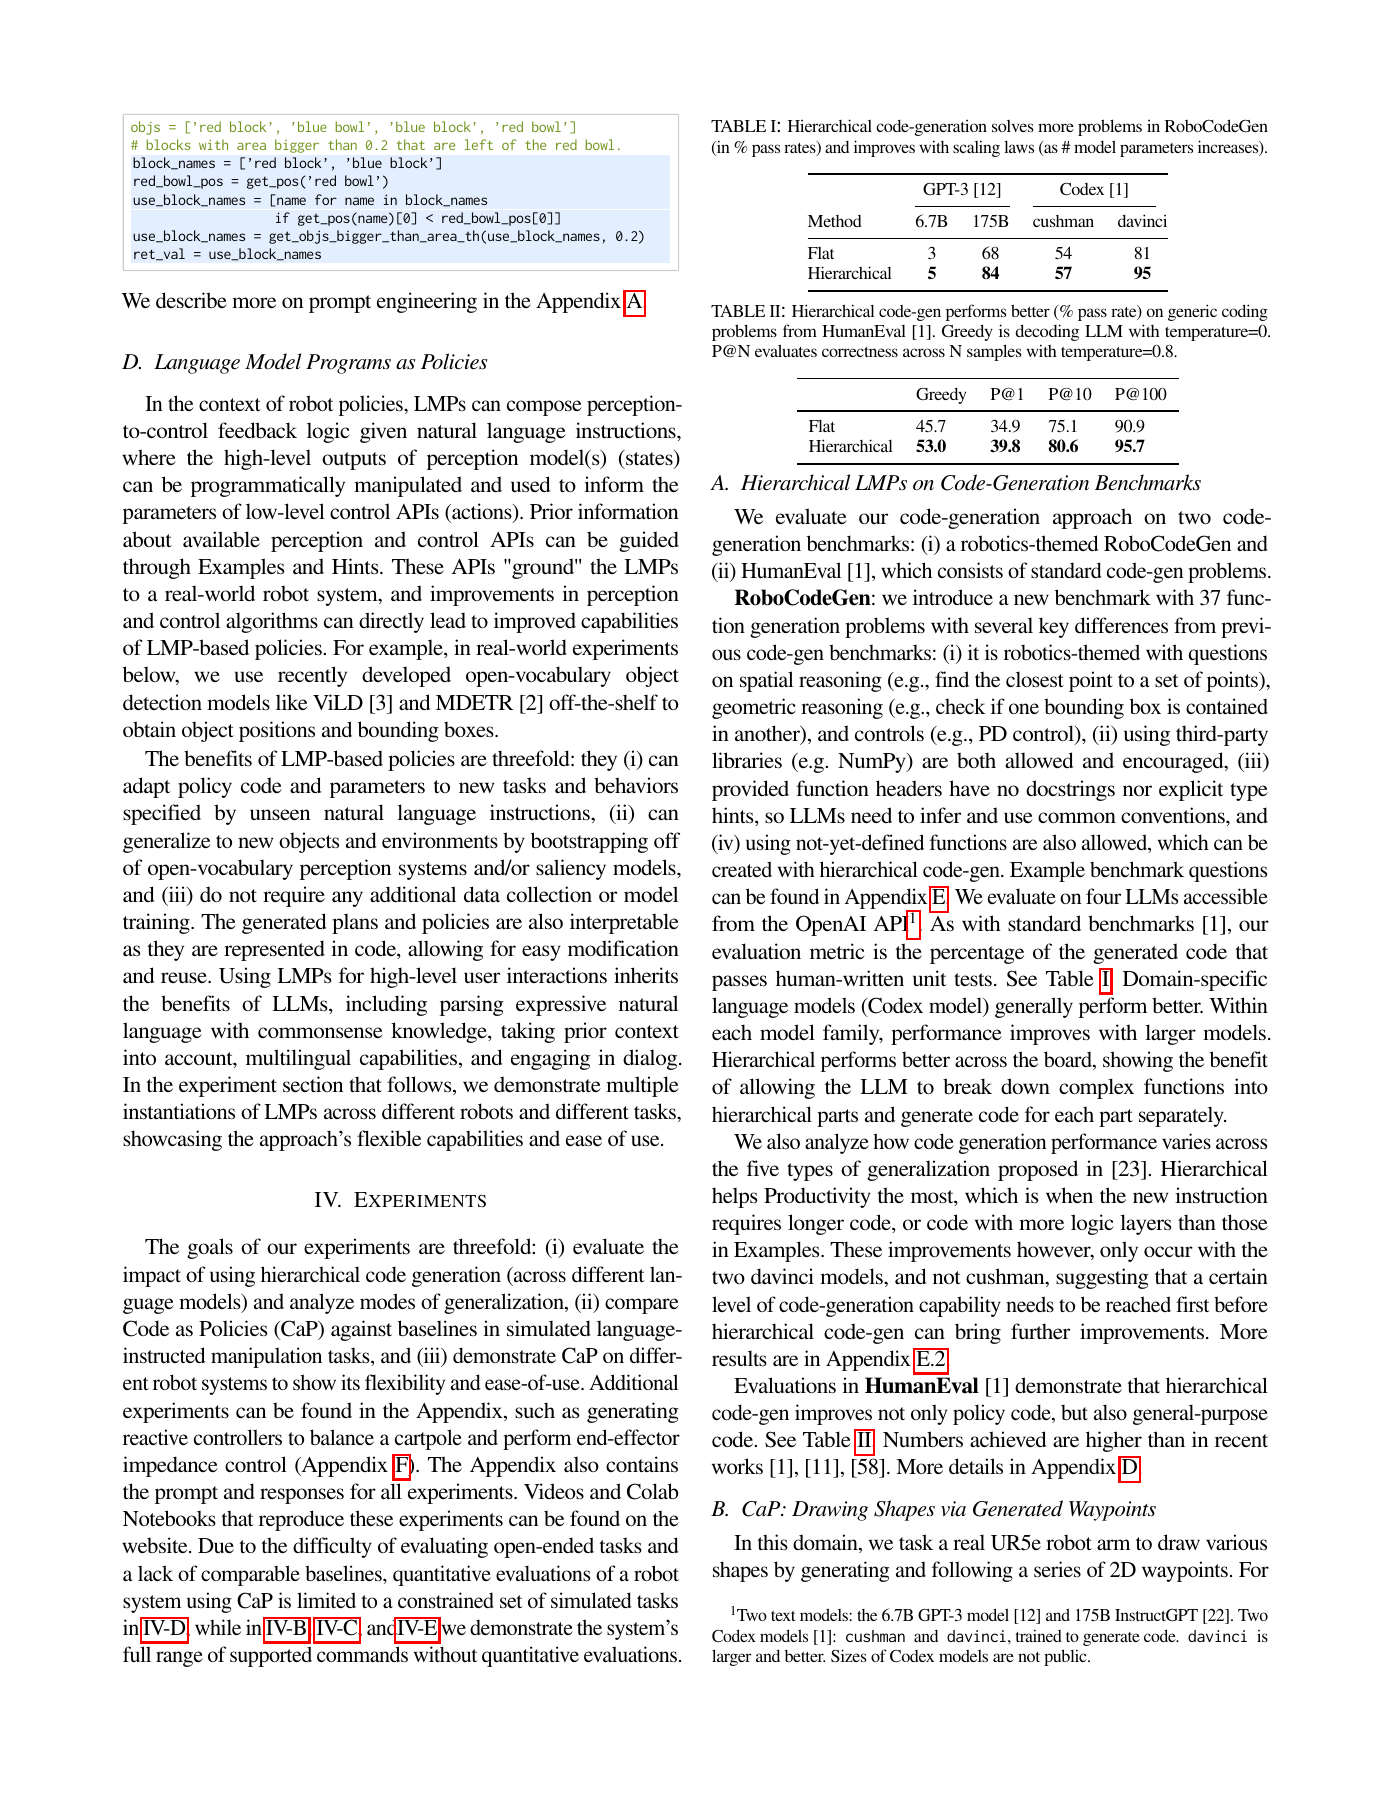 objs = ['red block', 'blue bowl', 'blue block', 'red bowl']
# blocks with area bigger than 0.2 that are left of the red bowl.
block_names = ['red block', 'blue block']
red_bowl_pos = get_pos('red bowl')
use_block_names = [name for name in block_names
if get_pos(name)[0] < red_bowl_pos[0]]
use_block_names = get_objs_bigger_than_area_th(use_block_names, 0.2)
ret_val = use_block_names
We describe more on prompt engineering in the Appendix A
D. Language Model Programs as Policies
In the context of robot policies, LMPs can compose perception-
to-control feedback logic given natural language instructions,
where the high-level outputs of perception model(s) (states)
can be programmatically manipulated and used to inform the
parameters of low-level control APIs (actions). Prior information
about available perception and control APIs can be guided
through Examples and Hints. These APIs "ground" the LMPs
to a real-world robot system, and improvements in perception
and control algorithms can directly lead to improved capabilities
of LMP-based policies. For example, in real-world experiments
below, we use recently developed open-vocabulary object
detection models like ViLD [3] and MDETR [2] off-the-shelf to
obtain object positions and bounding boxes.
The benefits of LMP-based policies are threefold: they (i) can
adapt policy code and parameters to new tasks and behaviors
specified by unseen natural language instructions, (ii) can
generalize to new objects and environments by bootstrapping off
of open-vocabulary perception systems and/or saliency models,
and (iii) do not require any additional data collection or model
training. The generated plans and policies are also interpretable
as they are represented in code, allowing for easy modification
and reuse. Using LMPs for high-level user interactions inherits
the benefits of LLMs, including parsing expressive natural
language with commonsense knowledge, taking prior context
into account, multilingual capabilities, and engaging in dialog.
In the experiment section that follows, we demonstrate multiple
instantiations of LMPs across different robots and different tasks,
showcasing the approach's flexible capabilities and ease of use.
IV. EXPERIMENTS
The goals of our experiments are threefold: (i) evaluate the
impact of using hierarchical code generation (across different lan-
guage models) and analyze modes of generalization, (ii) compare
Code as Policies (CaP) against baselines in simulated language-
instructed manipulation tasks, and (iii) demonstrate CaP on differ-
ent robot systems to show its flexibility and ease-of-use. Additional
experiments can be found in the Appendix, such as generating
reactive controllers to balance a cartpole and perform end-effector
impedance control (Appendix F). The Appendix also contains
the prompt and responses for all experiments. Videos and Colab
Notebooks that reproduce these experiments can be found on the
website. Due to the difficulty of evaluating open-ended tasks and
a lack of comparable baselines, quantitative evaluations of a robot
system using CaP is limited to a constrained set of simulated tasks
in IV-D, while in IV-B IV-C, and IV-E we demonstrate the system's
full range of supported commands without quantitative evaluations.
TABLE I: Hierarchical code-generation solves more problems in RoboCodeGen
(in % pass rates) and improves with scaling laws (as # model parameters increases).
GPT-3 [12] Codex [1]
Method 6.7B 175B cushman davinci
Flat 3 68 54 81
Hierarchical 5 84 57 95
TABLE II: Hierarchical code-gen performs better (% pass rate) on generic coding
problems from HumanEval [1]. Greedy is decoding LLM with temperature=0.
P@N evaluates correctness across N samples with temperature=0.8.
Greedy P@1 P@10 P@100
Flat 45.7 34.9 75.1 90.9
Hierarchical 53.0 39.8 80.6 95.7
A. Hierarchical LMPs on Code-Generation Benchmarks
We evaluate our code-generation approach on two code-
generation benchmarks: (i) a robotics-themed RoboCodeGen and
(ii) HumanEval [1], which consists of standard code-gen problems.
RoboCodeGen: we introduce a new benchmark with 37 func-
tion generation problems with several key differences from previ-
ous code-gen benchmarks: (i) it is robotics-themed with questions
on spatial reasoning (e.g., find the closest point to a set of points),
geometric reasoning (e.g., check if one bounding box is contained
in another), and controls (e.g., PD control), (ii) using third-party
libraries (e.g. NumPy) are both allowed and encouraged, (iii)
provided function headers have no docstrings nor explicit type
hints, so LLMs need to infer and use common conventions, and
(iv) using not-yet-defined functions are also allowed, which can be
created with hierarchical code-gen. Example benchmark questions
can be found in Appendix E. We evaluate on four LLMs accessible
from the OpenAI API1. As with standard benchmarks [1], our
evaluation metric is the percentage of the generated code that
passes human-written unit tests. See Table I. Domain-specific
language models (Codex model) generally perform better. Within
each model family, performance improves with larger models.
Hierarchical performs better across the board, showing the benefit
of allowing the LLM to break down complex functions into
hierarchical parts and generate code for each part separately.
We also analyze how code generation performance varies across
the five types of generalization proposed in [23]. Hierarchical
helps Productivity the most, which is when the new instruction
requires longer code, or code with more logic layers than those
in Examples. These improvements however, only occur with the
two davinci models, and not cushman, suggesting that a certain
level of code-generation capability needs to be reached first before
hierarchical code-gen can bring further improvements. More
results are in Appendix E.2
Evaluations in HumanEval [1] demonstrate that hierarchical
code-gen improves not only policy code, but also general-purpose
code. See Table II. Numbers achieved are higher than in recent
works [1], [11], [58]. More details in Appendix D
B. CaP: Drawing Shapes via Generated Waypoints
In this domain, we task a real UR5e robot arm to draw various
shapes by generating and following a series of 2D waypoints. For
1Two text models: the 6.7B GPT-3 model [12] and 175B InstructGPT [22]. Two
Codex models [1]: cushman and davinci, trained to generate code. davinci is
larger and better. Sizes of Codex models are not public.